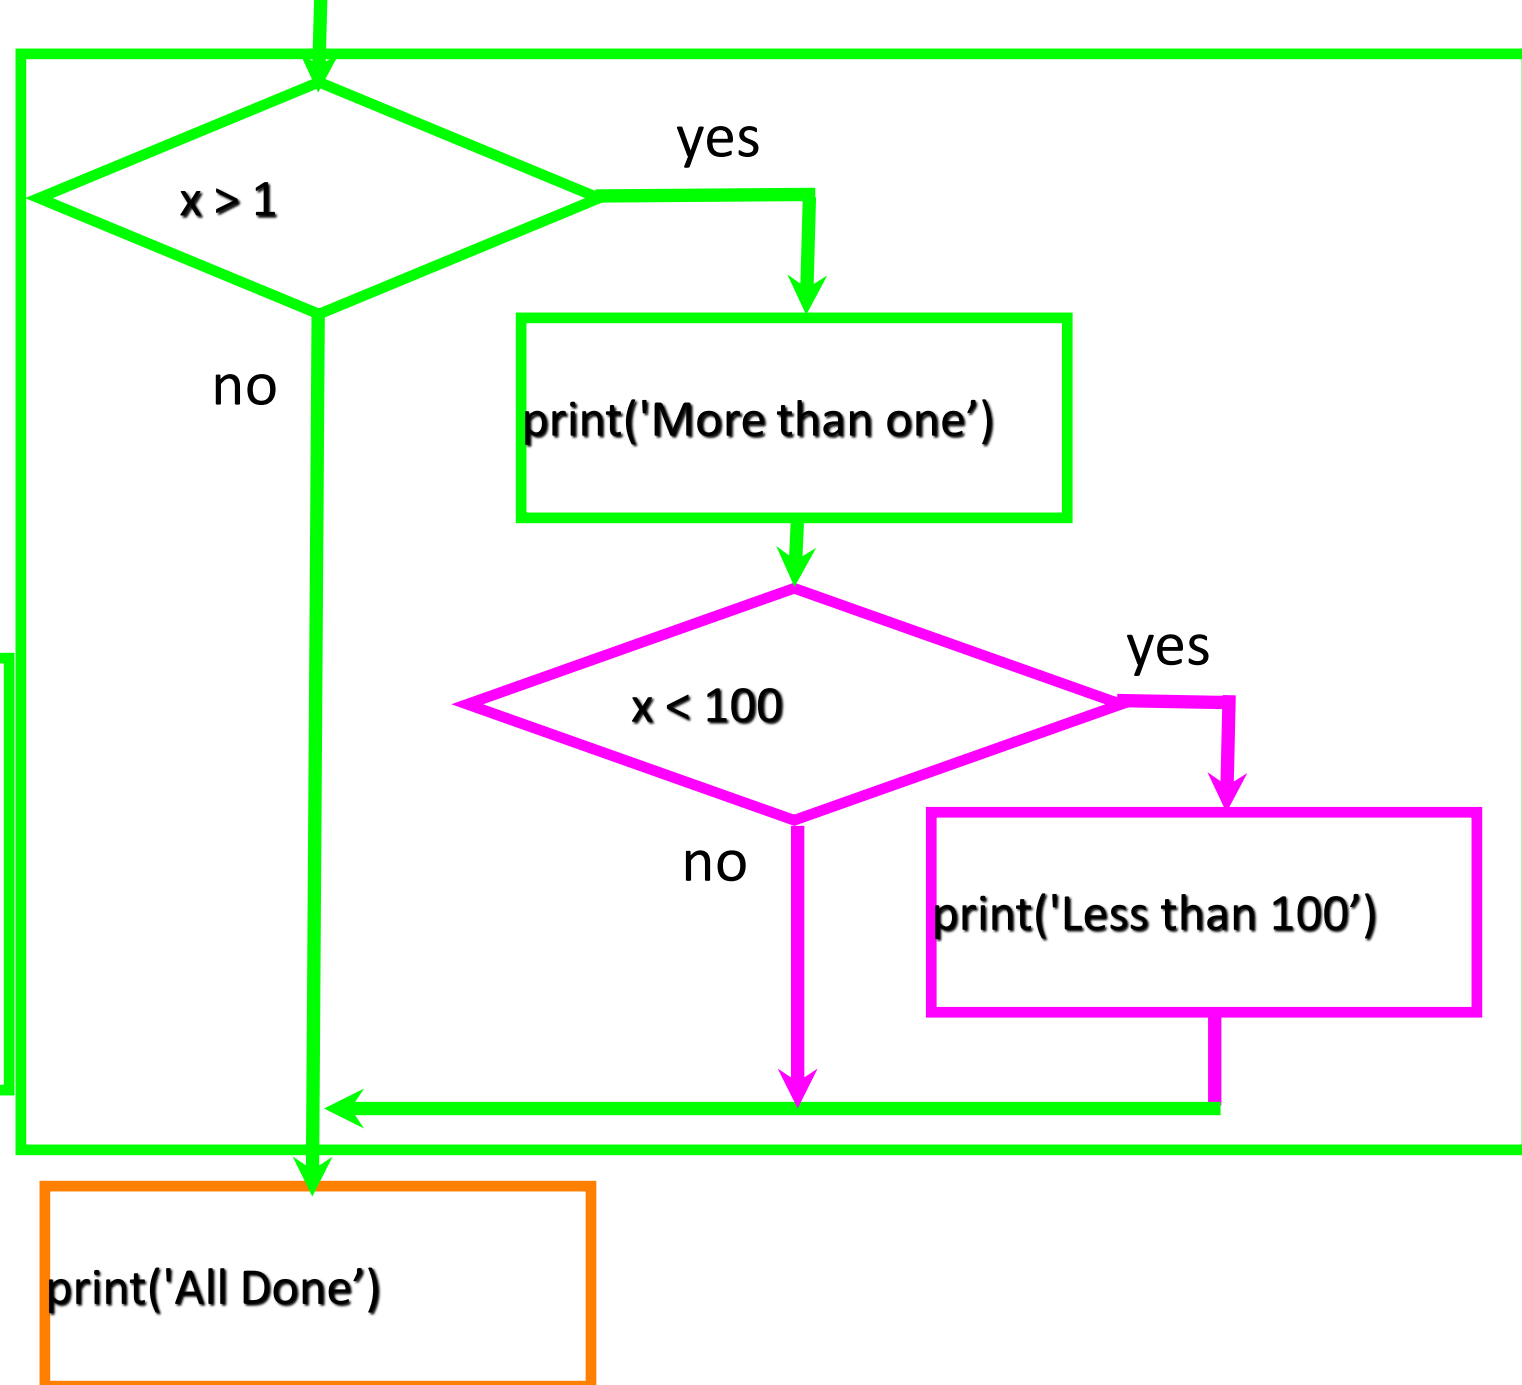 yes
x > 1
no
print('More than one’)
yes
x < 100
no
print('Less than 100’)
print('All Done’)